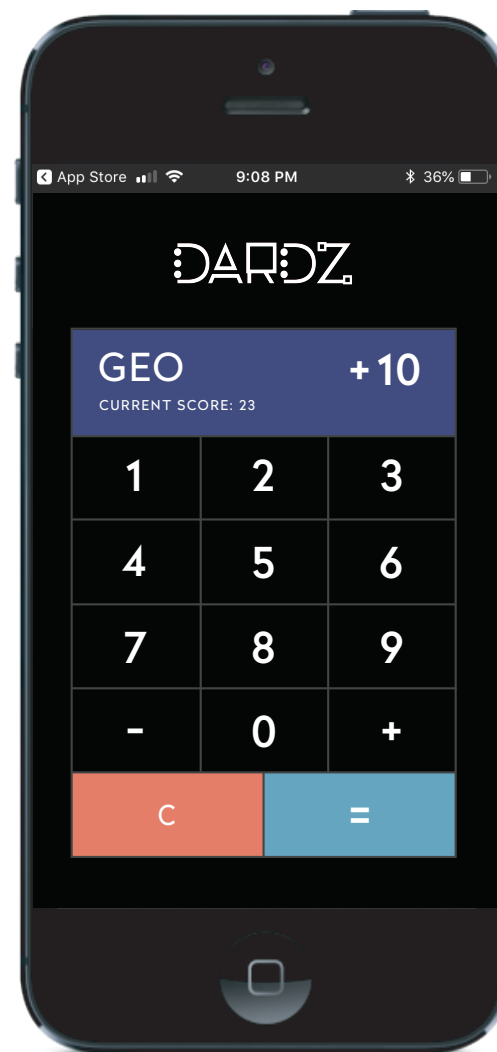 App Store 9:08 PM 36%
DARDZ
GEO +10
CURRENT SCORE: 23
1 2 3
4 5 6
7 8 9
- 0 +
C =